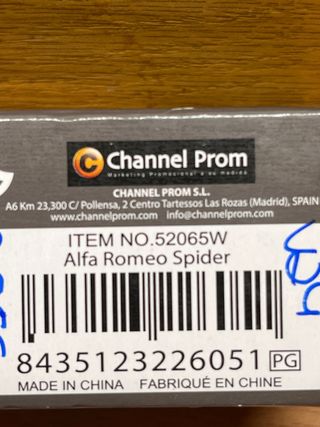 Channel Prom
Marketing Promocional a su medida
CHANNEL PROM S.L.
A6 Km 23,300 C/ Pollensa, 2 Centro Tartessos Las Rozas (Madrid), SPAIN
www.channelprom.com info@channelprom.com
ITEM NO.52065W
Alfa Romeo Spider
8435123226051 PG
MADE IN CHINA FABRIQUÉ EN CHINE